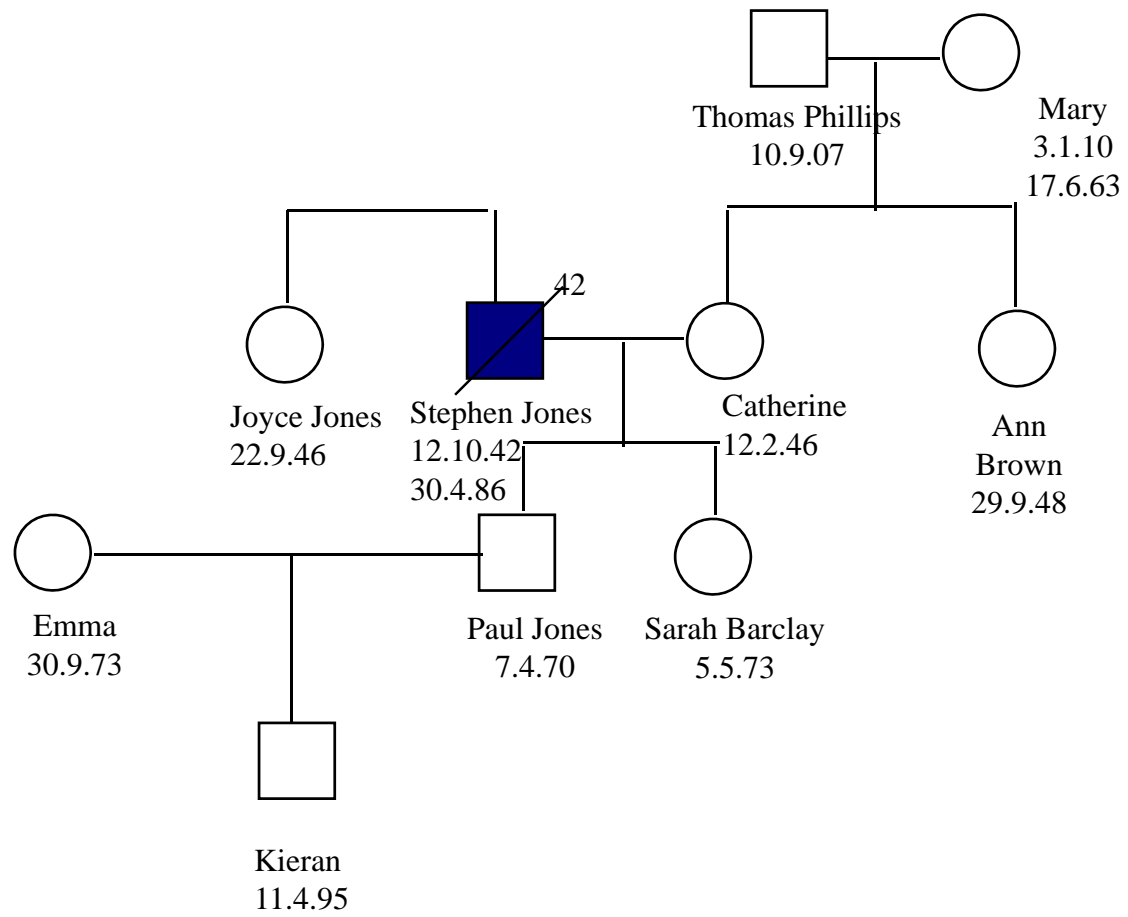 Thomas Phillips
10.9.07
Mary
3.1.10
17.6.63
42
Joyce Jones
22.9.46
Stephen Jones
12.10.42
30.4.86
Catherine
12.2.46
Ann
Brown
29.9.48
Emma
30.9.73
Paul Jones
7.4.70
Sarah Barclay
5.5.73
Kieran
11.4.95